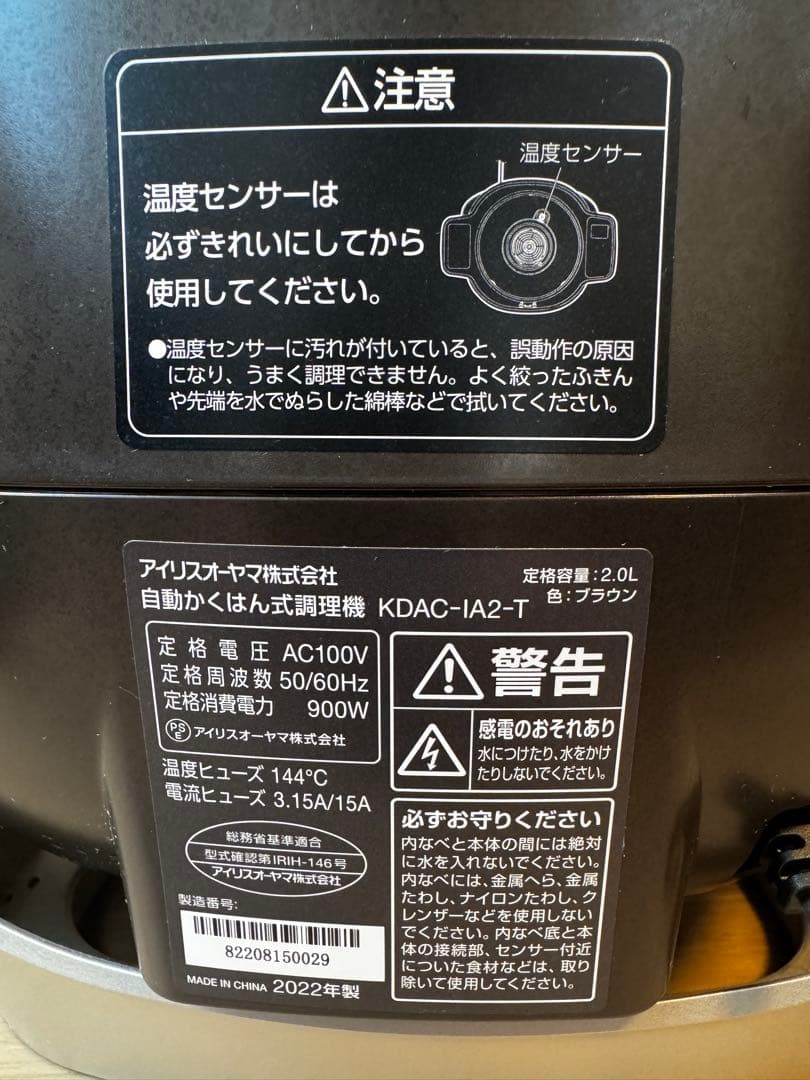 ⚠注意
温度センサー
温度センサーは
必ずきれいにしてから
使用してください。
●温度センサーに汚れが付いていると、誤動作の原因
になり、うまく調理できません。よく絞ったふきん
や先端を水でぬらした綿棒などで拭いてください。
アイリスオーヤマ株式会社
自動かくはん式調理機 KDAC-IA2-T
定格容量:2.0L
色:ブラウン
定格電圧 AC100V
定格周波数 50/60Hz
定格消費電力 900W
PSE アイリスオーヤマ株式会社
温度ヒューズ 144℃
電流ヒューズ 3.15A/15A
総務省基準適合
型式確認第IRIH-146号
アイリスオーヤマ株式会社
製造番号:
82208150029
MADE IN CHINA 2022年製
⚠警告
感電のおそれあり
水につけたり、水をかけ
たりしないでください。
必ずお守りください
内なべと本体の間には絶対
に水を入れないでください。
内なべには、金属へら、金属
たわし、ナイロンたわし、ク
レンザーなどを使用しない
でください。内なべ底と本
体の接続部、センサー付近
についた食材などは、取り
除いて使用してください。